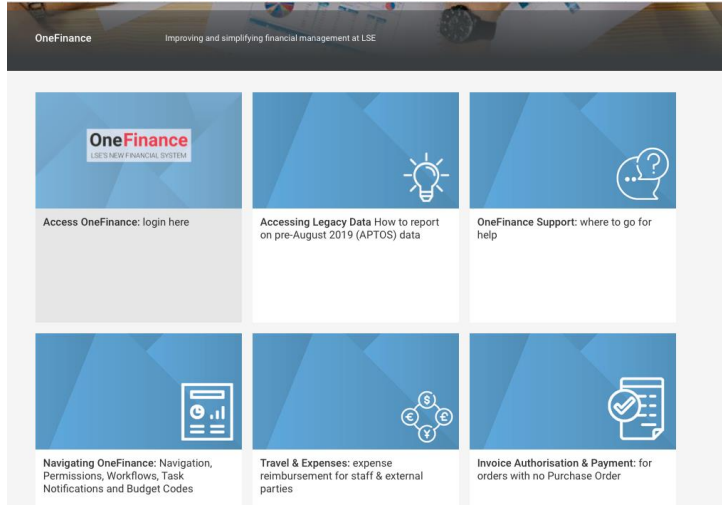 OneFinance
Improving and simplifying financial management at LSE
OneFinance
LSE'S NEW FINANCIAL SYSTEM
Access OneFinance: login here
Accessing Legacy Data How to report
on pre-August 2019 (APTOS) data
OneFinance Support: where to go for
help
Navigating OneFinance: Navigation,
Permissions, Workflows, Task
Notifications and Budget Codes
Travel & Expenses: expense
reimbursement for staff & external
parties
Invoice Authorisation & Payment: for
orders with no Purchase Order